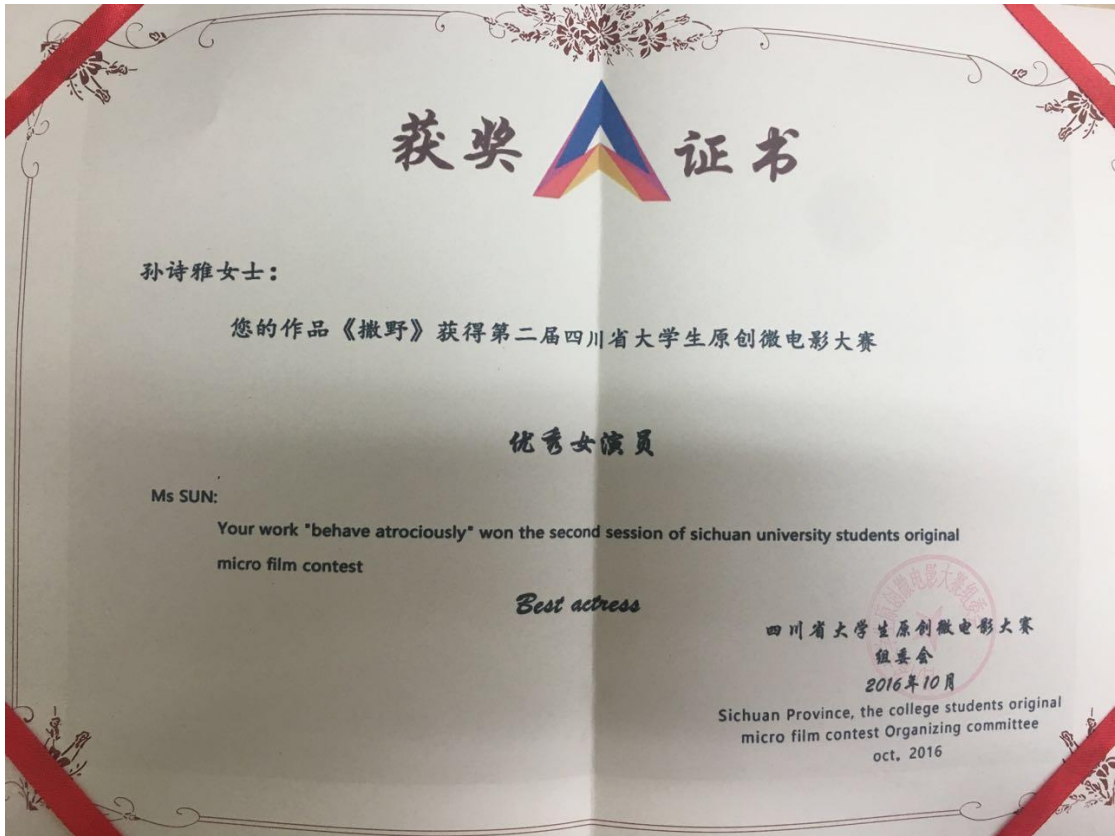 获奖 证书
孙诗雅女士：
您的作品《撒野》获得第二届四川省大学生原创微电影大赛
优秀女演员
Ms SUN:
Your work "behave atrociously" won the second session of sichuan university students original
micro film contest
Best actress
四川省大学生原创微电影大赛
组委会
2016年10月
Sichuan Province, the college students original
micro film contest Organizing committee
oct. 2016